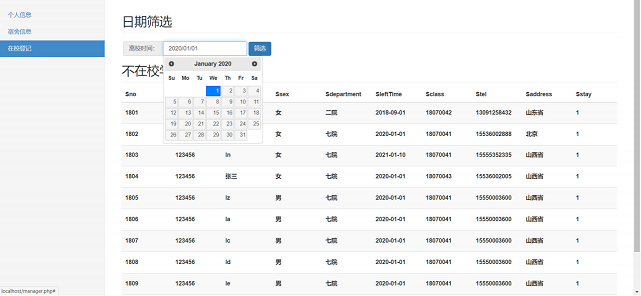 个人信息
宿舍信息
在校登记
日期筛选
离校时间: 2020/01/01 筛选
January 2020
Su Mo Tu We Th Fr Sa
1 2 3 4
5 6 7 8 9 10 11
12 13 14 15 16 17 18
19 20 21 22 23 24 25
26 27 28 29 30 31
不在校
Sno Ssex Sdepartment SleftTime Sclass Stel Saddress Sstay
1801 女 二院 2018-09-01 18070042 13091258432 山东省 1
1802 女 七院 2020-01-01 18070041 15536002888 北京 1
1803 123456 ln 女 七院 2021-01-10 18070041 15555352335 山西省 1
1804 123456 张三 女 七院 2020-01-01 18070043 15536002005 山西省 1
1805 123456 lz 男 七院 2020-01-01 18070041 15550003600 山西省 1
1806 123456 la 男 七院 2020-01-01 18070041 15550003600 山西省 1
1807 123456 lc 男 七院 2020-01-01 18070041 15550003600 山西省 1
1808 123456 ld 男 七院 2020-01-01 18070041 15550003600 山西省 1
1809 123456 le 男 七院 2020-01-01 18070041 15550003600 山西省 1
localhost/manager.php#